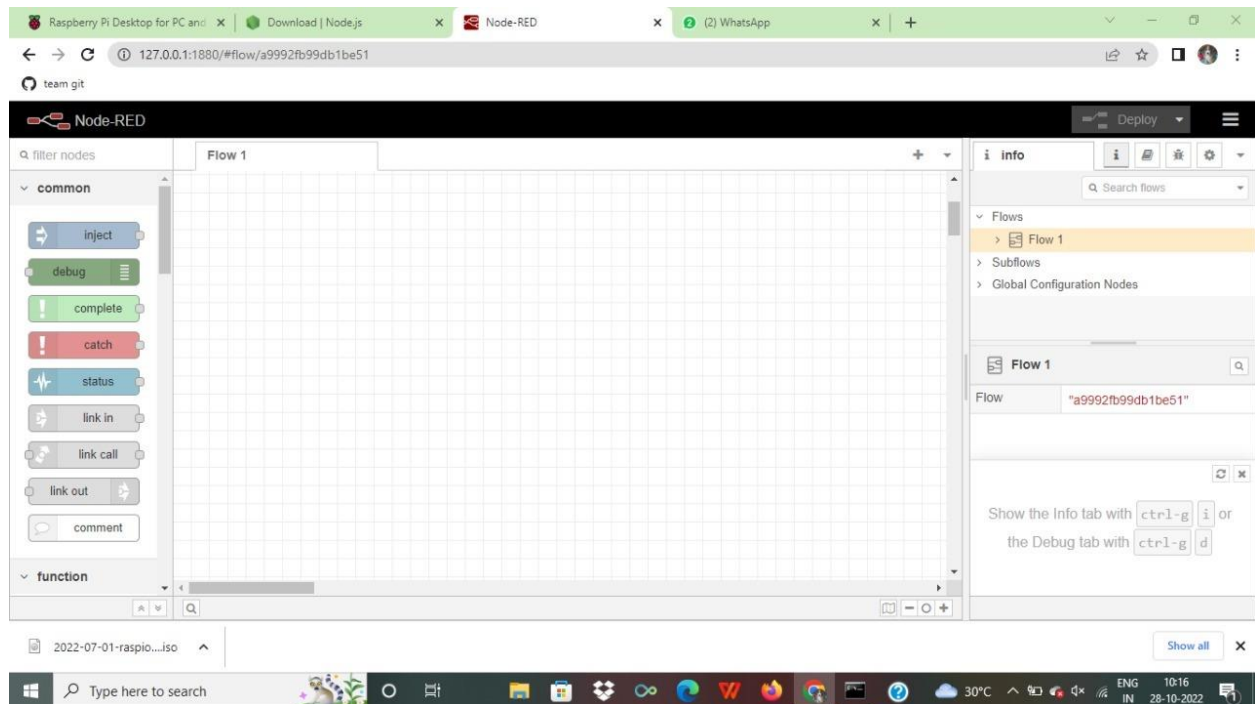 Raspberry Pi Desktop for PC and
Download | Node.js
Node-RED
(2) WhatsApp
127.0.0.1:1880/#flow/a9992fb99db1be51
team git
Node-RED
Deploy
filter nodes
Flow 1
info
i
common
Search flows
Flows
Flow 1
Subflows
Global Configuration Nodes
inject
debug
complete
catch
status
link in
link call
link out
comment
function
Flow 1
Flow "a9992fb99db1be51"
Show the Info tab with ctrl-g i or
the Debug tab with ctrl-g d
2022-07-01-raspio....iso
Show all
Type here to search
30°C
ENG
IN
10:16
28-10-2022